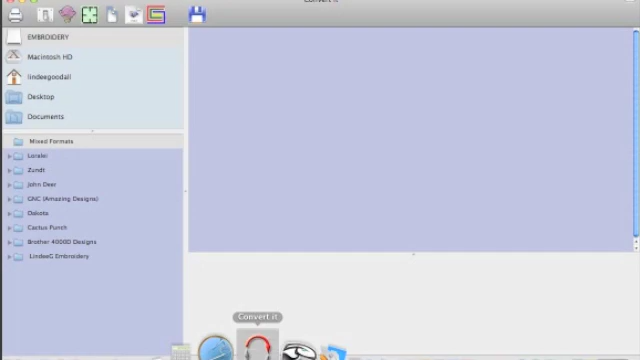 Convert it
EMBROIDERY
Macintosh HD
lindeegoodall
Desktop
Documents
Mixed Formats
Loralei
Zundt
John Deer
GNC (Amazing Designs)
Dakota
Cactus Punch
Brother 4000D Designs
LindeeG Embroidery
Convert it